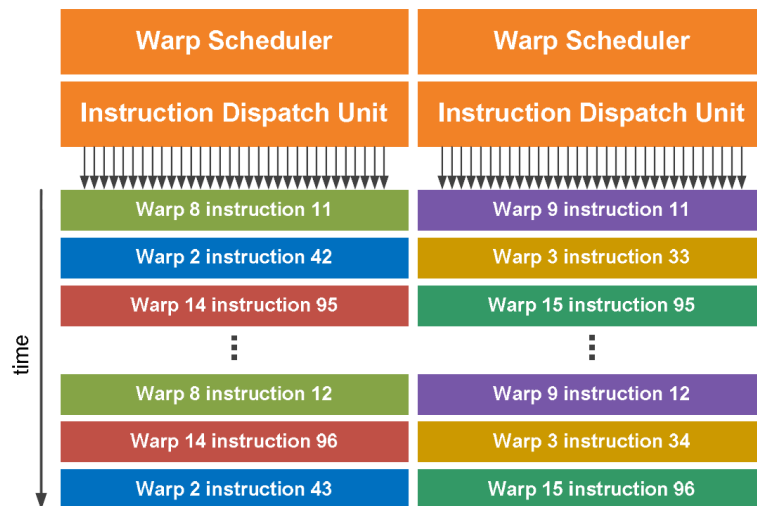 Warp Scheduler
Warp Scheduler
Instruction Dispatch Unit
Instruction Dispatch Unit
Warp 8 instruction 11
Warp 9 instruction 11
Warp 2 instruction 42
Warp 3 instruction 33
Warp 14 instruction 95
Warp 15 instruction 95
time
Warp 8 instruction 12
Warp 9 instruction 12
Warp 14 instruction 96
Warp 3 instruction 34
Warp 2 instruction 43
Warp 15 instruction 96